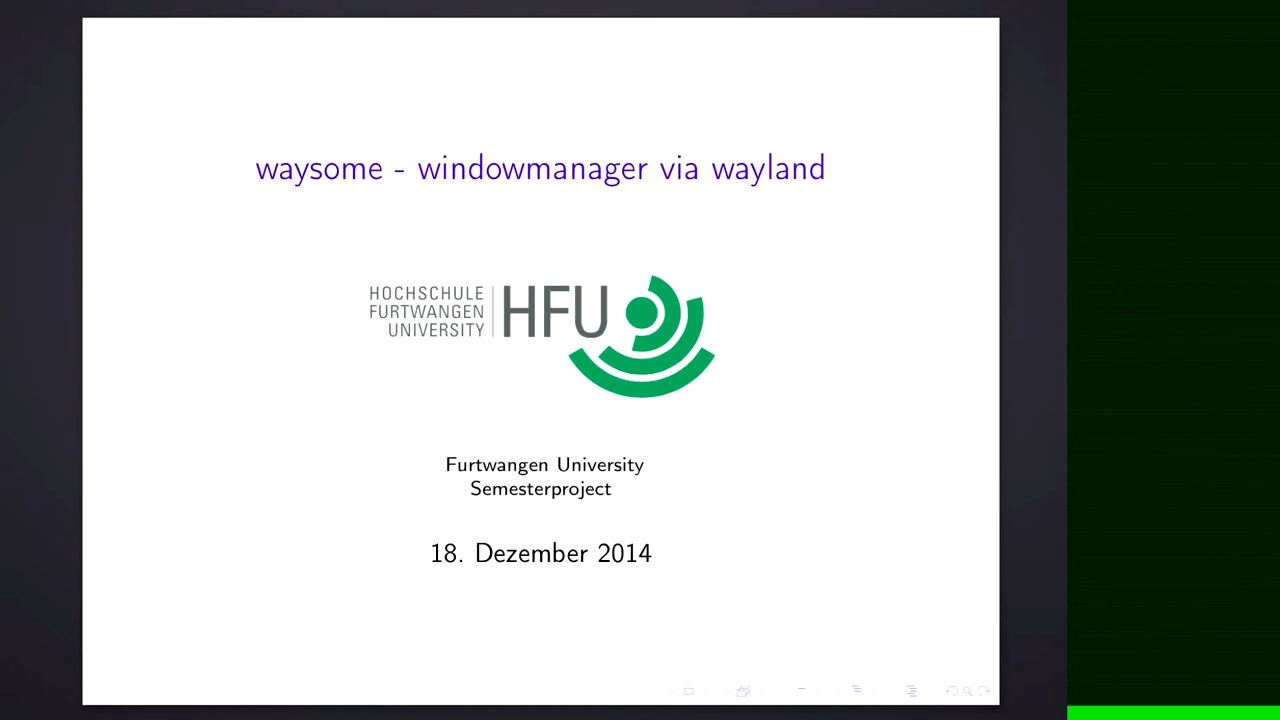 waysome - windowmanager via wayland
HOCHSCHULE
FURTWANGEN
UNIVERSITY
HFU
Furtwangen University
Semesterproject
18. Dezember 2014